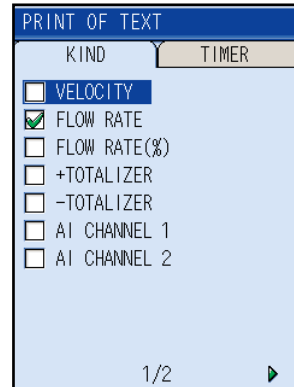 PRINT OF TEXT
KIND TIMER
VELOCITY
FLOW RATE
FLOW RATE(%)
+TOTALIZER
-TOTALIZER
AI CHANNEL 1
AI CHANNEL 2
1/2